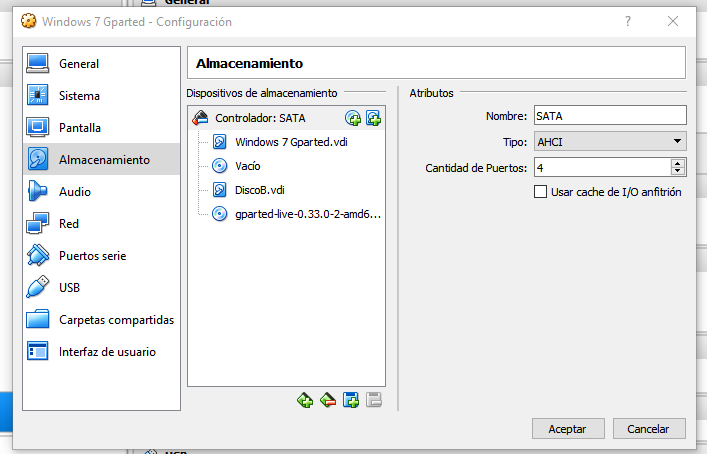 General
Windows 7 Gparted - Configuración
?
General
Sistema
Pantalla
Almacenamiento
Audio
Red
Puertos serie
USB
Carpetas compartidas
Interfaz de usuario
Almacenamiento
Dispositivos de almacenamiento
Controlador: SATA
Windows 7 Gparted.vdi
Vacío
DiscoB.vdi
gparted-live-0.33.0-2-amd6...
Atributos
Nombre: SATA
Tipo: AHCI
Cantidad de Puertos: 4
Usar cache de I/O anfitrión
Aceptar
Cancelar
USB